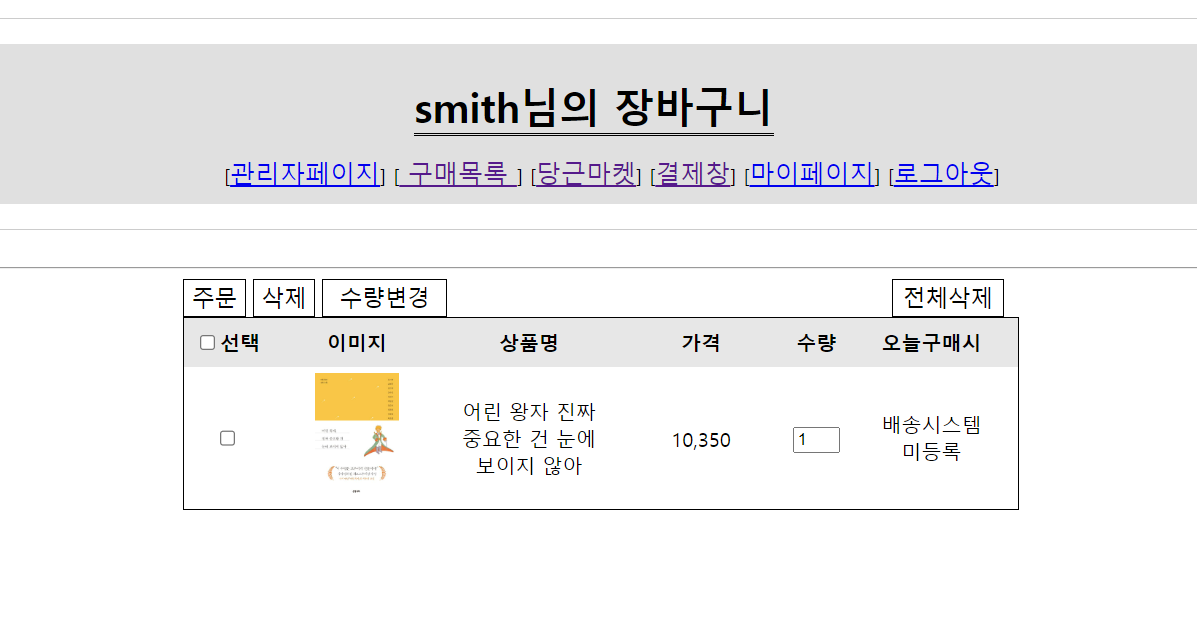 smith님의 장바구니
[관리자페이지] [ 구매목록 ] [당근마켓] [결제창] [마이페이지] [로그아웃]
주문 삭제 수량변경 전체삭제
선택 이미지 상품명 가격 수량 오늘구매시
어린 왕자 진짜
중요한 건 눈에
보이지 않아
10,350
1
배송시스템
미등록